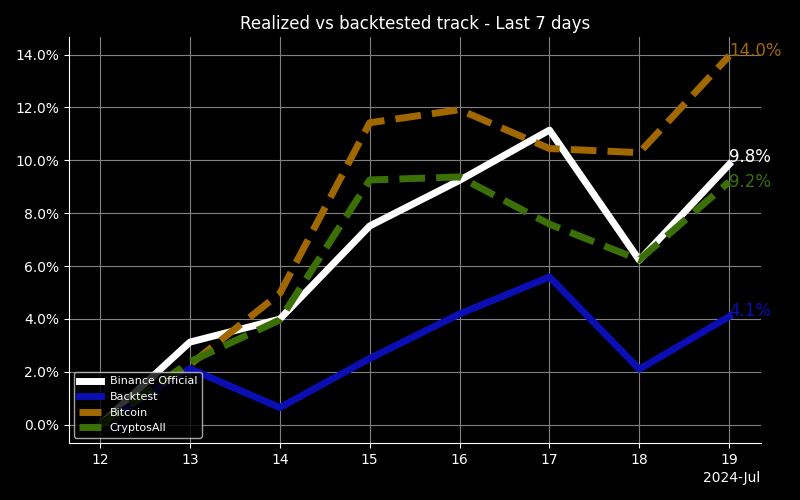 Realized vs backtested track - Last 7 days
14.0%
12.0%
10.0%
8.0%
6.0%
4.0%
2.0%
0.0%
14.0%
9.8%
9.2%
4.1%
Binance Official
Backtest
Bitcoin
CryptosAll
12 13 14 15 16 17 18 19
2024-Jul